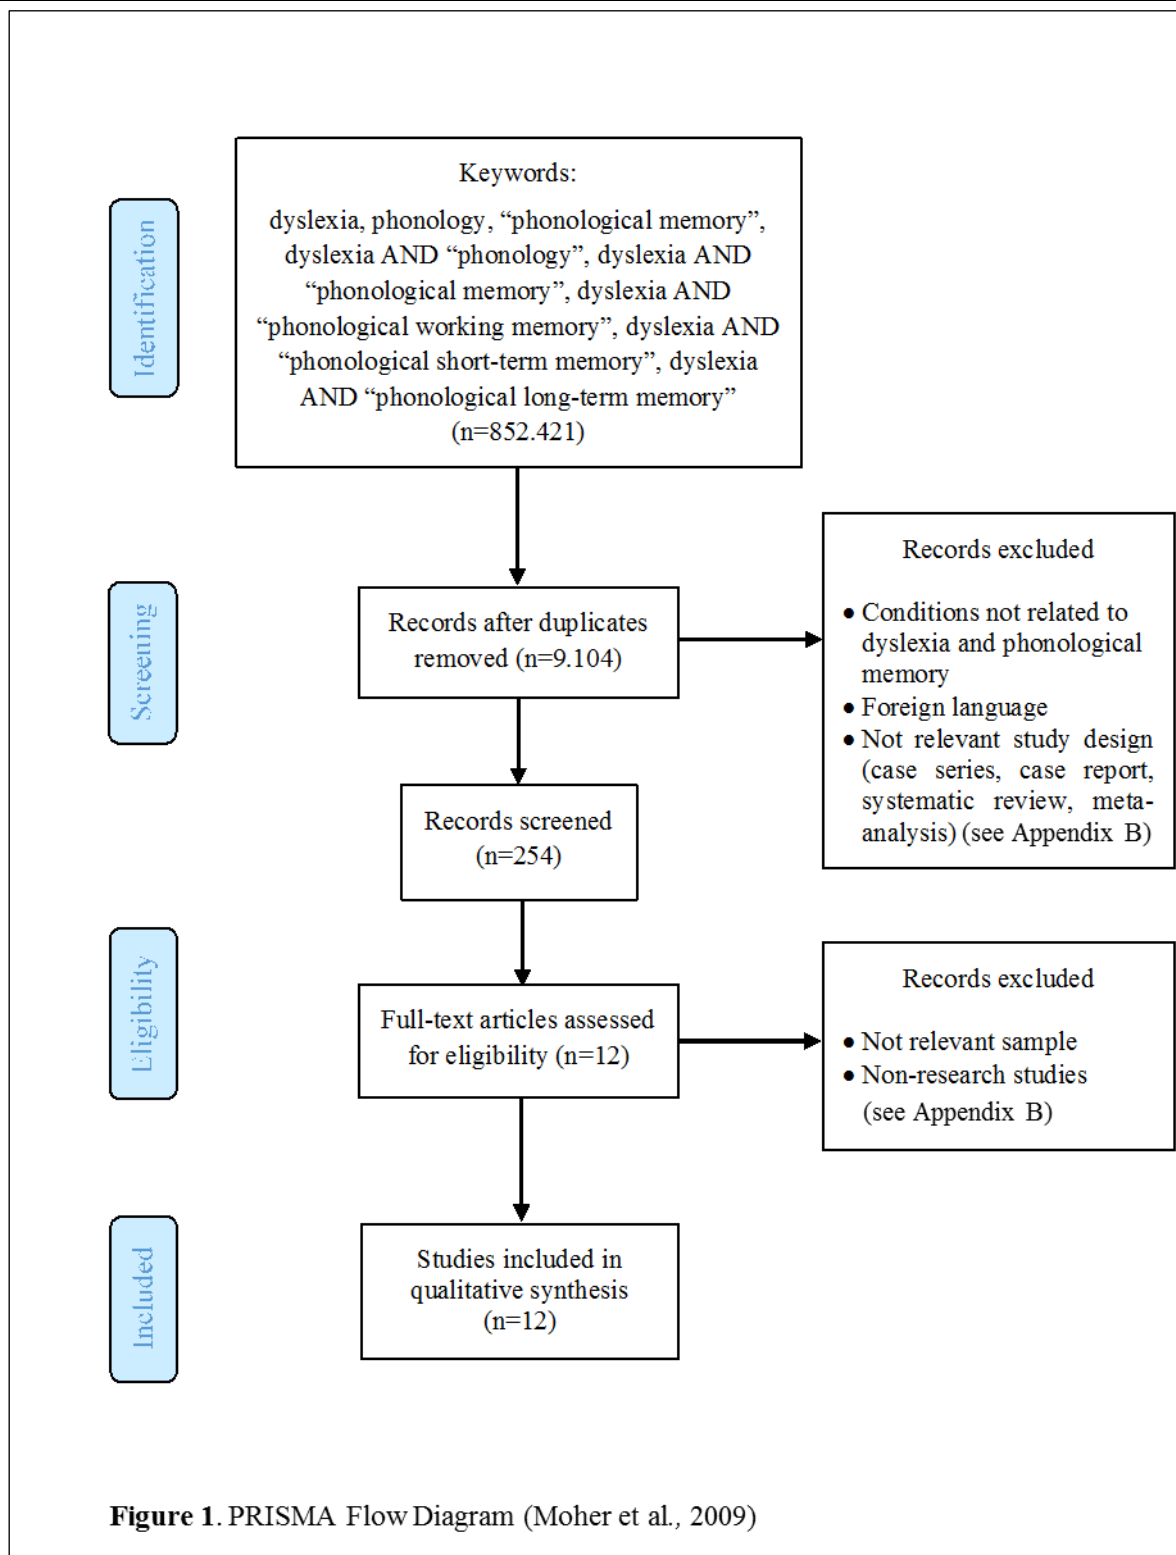 Identification
Keywords:
dyslexia, phonology, “phonological memory”,
dyslexia AND “phonology”, dyslexia AND
“phonological memory”, dyslexia AND
“phonological working memory”, dyslexia AND
“phonological short-term memory”, dyslexia
AND “phonological long-term memory”
(n=852.421)
Screening
Records after duplicates
removed (n=9.104)
Records excluded
● Conditions not related to
dyslexia and phonological
memory
● Foreign language
● Not relevant study design
(case series, case report,
systematic review, meta-
analysis) (see Appendix B)
Records screened
(n=254)
Eligibility
Full-text articles assessed
for eligibility (n=12)
Records excluded
● Not relevant sample
● Non-research studies
(see Appendix B)
Included
Studies included in
qualitative synthesis
(n=12)
Figure 1. PRISMA Flow Diagram (Moher et al., 2009)